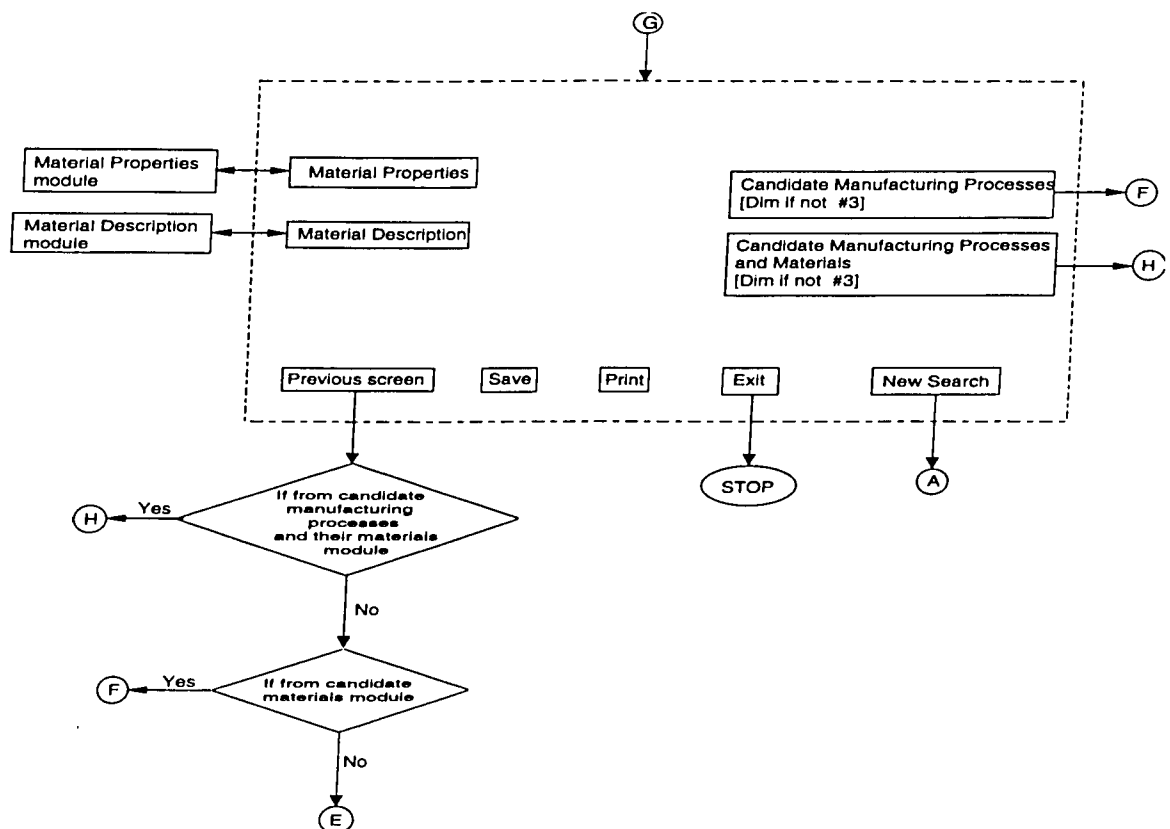 G
Material Properties
module
Material Properties
Candidate Manufacturing Processes
[Dim if not #3]
F
Material Description
module
Material Description
Candidate Manufacturing Processes
and Materials
[Dim if not #3]
H
Previous screen
Save
Print
Exit
New Search
STOP
A
If from candidate
manufacturing
processes
and their materials
module
Yes
H
No
If from candidate
materials module
Yes
F
No
E